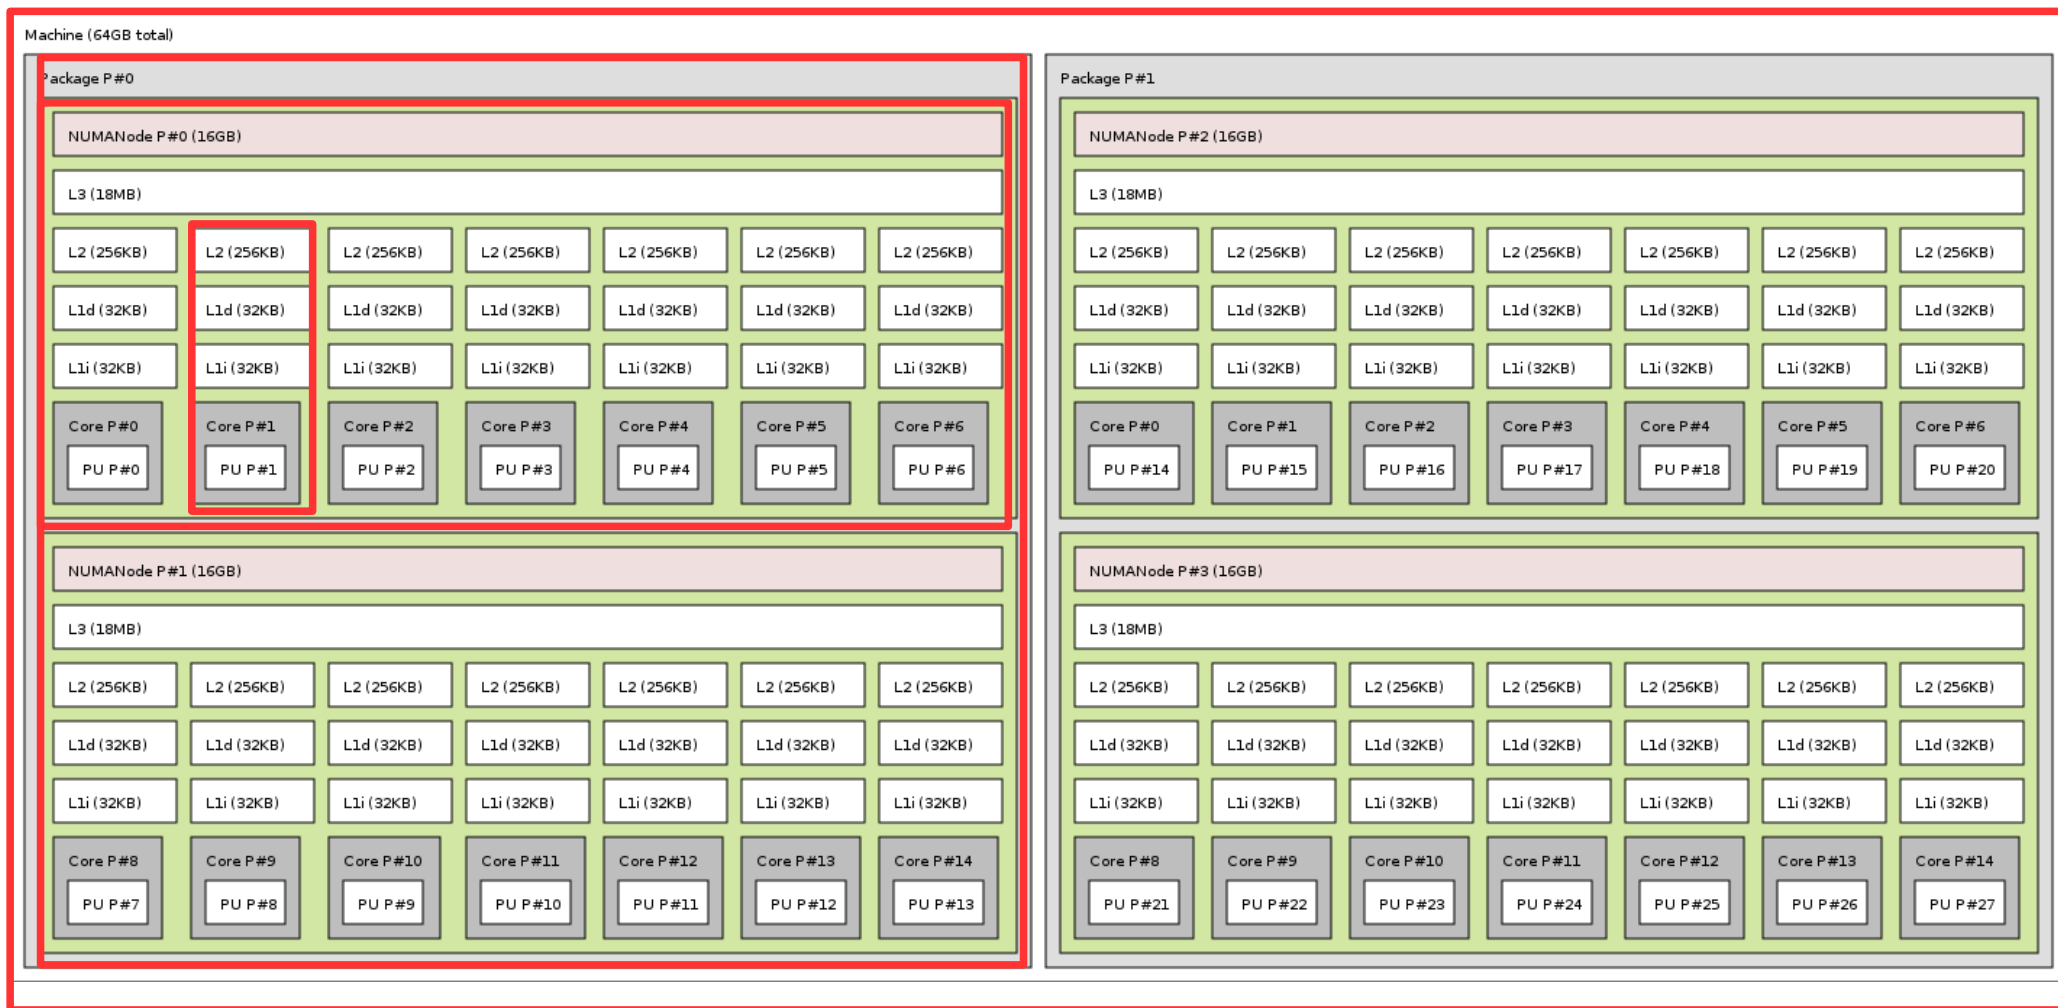 Machine (64GB total)
Package P#0
NUMANode P#0 (16GB)
L3 (18MB)
L2 (256KB) L2 (256KB) L2 (256KB) L2 (256KB) L2 (256KB) L2 (256KB) L2 (256KB)
L1d (32KB) L1d (32KB) L1d (32KB) L1d (32KB) L1d (32KB) L1d (32KB) L1d (32KB)
L1i (32KB) L1i (32KB) L1i (32KB) L1i (32KB) L1i (32KB) L1i (32KB) L1i (32KB)
Core P#0 Core P#1 Core P#2 Core P#3 Core P#4 Core P#5 Core P#6
PU P#0 PU P#1 PU P#2 PU P#3 PU P#4 PU P#5 PU P#6
NUMANode P#1 (16GB)
L3 (18MB)
L2 (256KB) L2 (256KB) L2 (256KB) L2 (256KB) L2 (256KB) L2 (256KB) L2 (256KB)
L1d (32KB) L1d (32KB) L1d (32KB) L1d (32KB) L1d (32KB) L1d (32KB) L1d (32KB)
L1i (32KB) L1i (32KB) L1i (32KB) L1i (32KB) L1i (32KB) L1i (32KB) L1i (32KB)
Core P#8 Core P#9 Core P#10 Core P#11 Core P#12 Core P#13 Core P#14
PU P#7 PU P#8 PU P#9 PU P#10 PU P#11 PU P#12 PU P#13
Package P#1
NUMANode P#2 (16GB)
L3 (18MB)
L2 (256KB) L2 (256KB) L2 (256KB) L2 (256KB) L2 (256KB) L2 (256KB) L2 (256KB)
L1d (32KB) L1d (32KB) L1d (32KB) L1d (32KB) L1d (32KB) L1d (32KB) L1d (32KB)
L1i (32KB) L1i (32KB) L1i (32KB) L1i (32KB) L1i (32KB) L1i (32KB) L1i (32KB)
Core P#0 Core P#1 Core P#2 Core P#3 Core P#4 Core P#5 Core P#6
PU P#14 PU P#15 PU P#16 PU P#17 PU P#18 PU P#19 PU P#20
NUMANode P#3 (16GB)
L3 (18MB)
L2 (256KB) L2 (256KB) L2 (256KB) L2 (256KB) L2 (256KB) L2 (256KB) L2 (256KB)
L1d (32KB) L1d (32KB) L1d (32KB) L1d (32KB) L1d (32KB) L1d (32KB) L1d (32KB)
L1i (32KB) L1i (32KB) L1i (32KB) L1i (32KB) L1i (32KB) L1i (32KB) L1i (32KB)
Core P#8 Core P#9 Core P#10 Core P#11 Core P#12 Core P#13 Core P#14
PU P#21 PU P#22 PU P#23 PU P#24 PU P#25 PU P#26 PU P#27